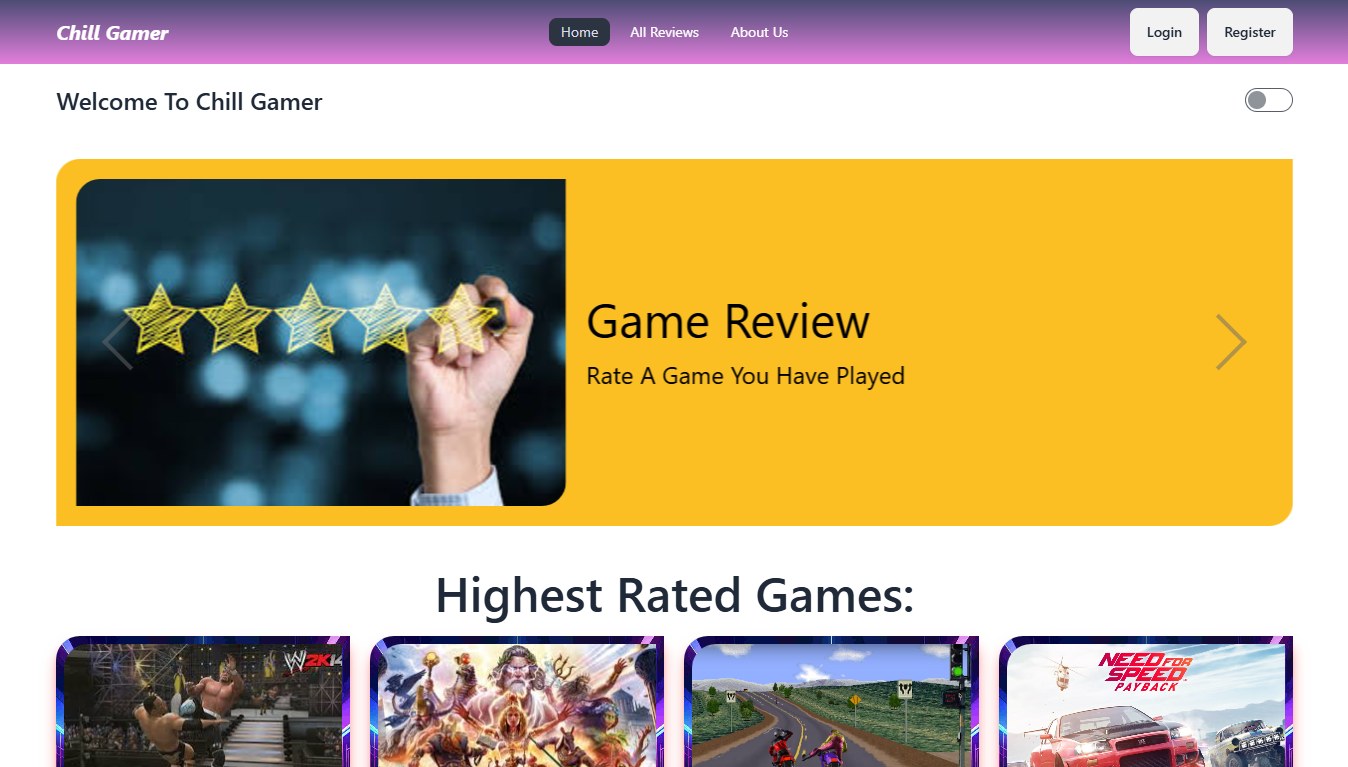 Chill Gamer
Home
All Reviews
About Us
Login
Register
Welcome To Chill Gamer
Game Review
Rate A Game You Have Played
Highest Rated Games:
W2K14
NEED FOR
SPEED
PAYBACK